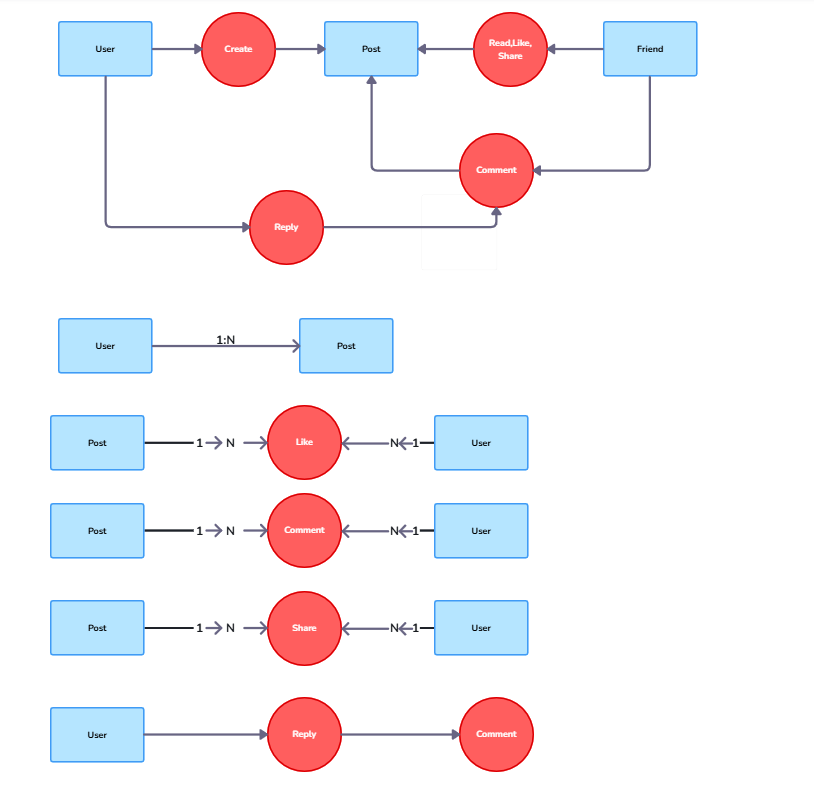 User
Create
Post
Read,Like,
Share
Friend
Comment
Reply
User
1:N
Post
Post
1
N
Like
N
1
User
Post
1
N
Comment
N
1
User
Post
1
N
Share
N
1
User
User
Reply
Comment